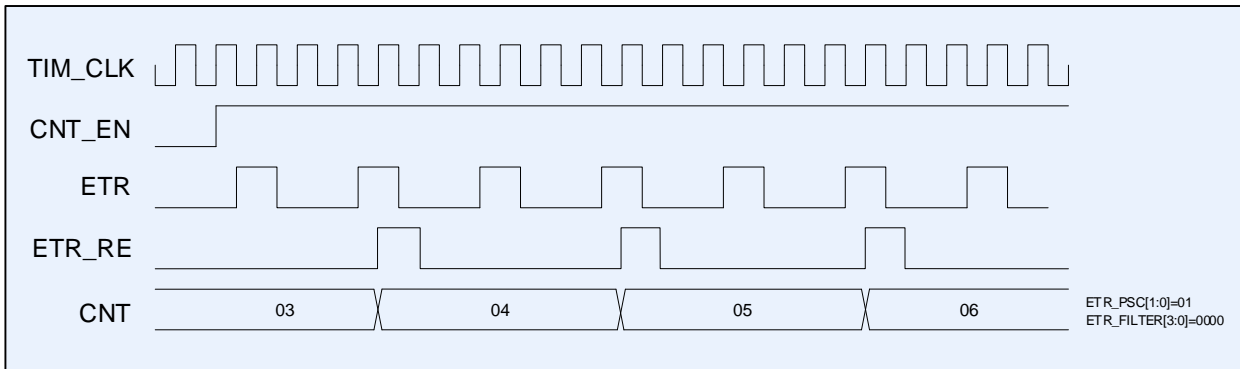 TIM_CLK
CNT_EN
ETR
ETR_RE
CNT
03
04
05
06
ETR_PSC[1:0]=01
ETR_FILTER[3:0]=0000